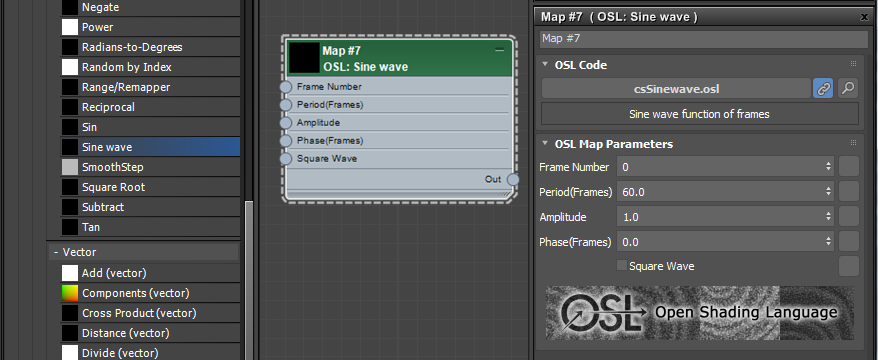 Negate
Power
Radians-to-Degrees
Random by Index
Range/Remapper
Reciprocal
Sin
Sine wave
SmoothStep
Square Root
Subtract
Tan
- Vector
Add (vector)
Components (vector)
Cross Product (vector)
Distance (vector)
Divide (vector)
Map #7
OSL: Sine wave
Frame Number
Period(Frames)
Amplitude
Phase(Frames)
Square Wave
Out
Map #7 ( OSL: Sine wave )
Map #7
OSL Code
csSinewave.osl
Sine wave function of frames
OSL Map Parameters
Frame Number 0
Period(Frames) 60.0
Amplitude 1.0
Phase(Frames) 0.0
Square Wave
OSL Open Shading Language